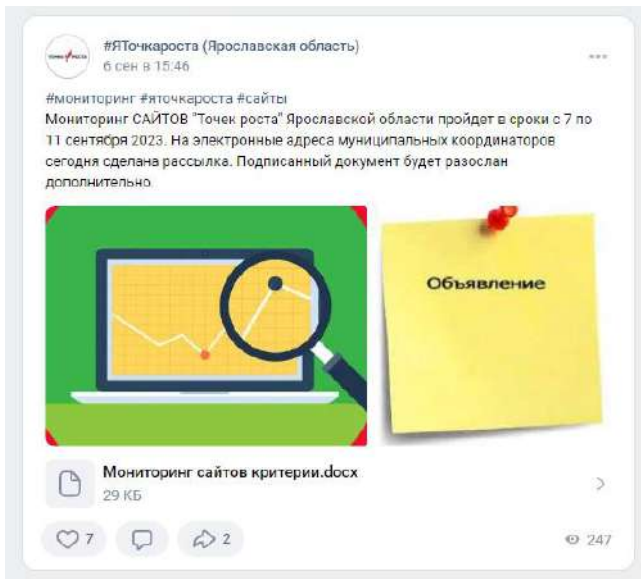 #ЯТочкароста (Ярославская область)
6 сен в 15:46
ТОЧКА РОСТА
#мониторинг #яточкароста #сайты
Мониторинг САЙТОВ "Точек роста" Ярославской области пройдет в сроки с 7 по
11 сентября 2023. На электронные адреса муниципальных координаторов
сегодня сделана рассылка. Подписанный документ будет разослан
дополнительно.
Объявление
Мониторинг сайтов критерии.docx
29 КБ
7
2
247